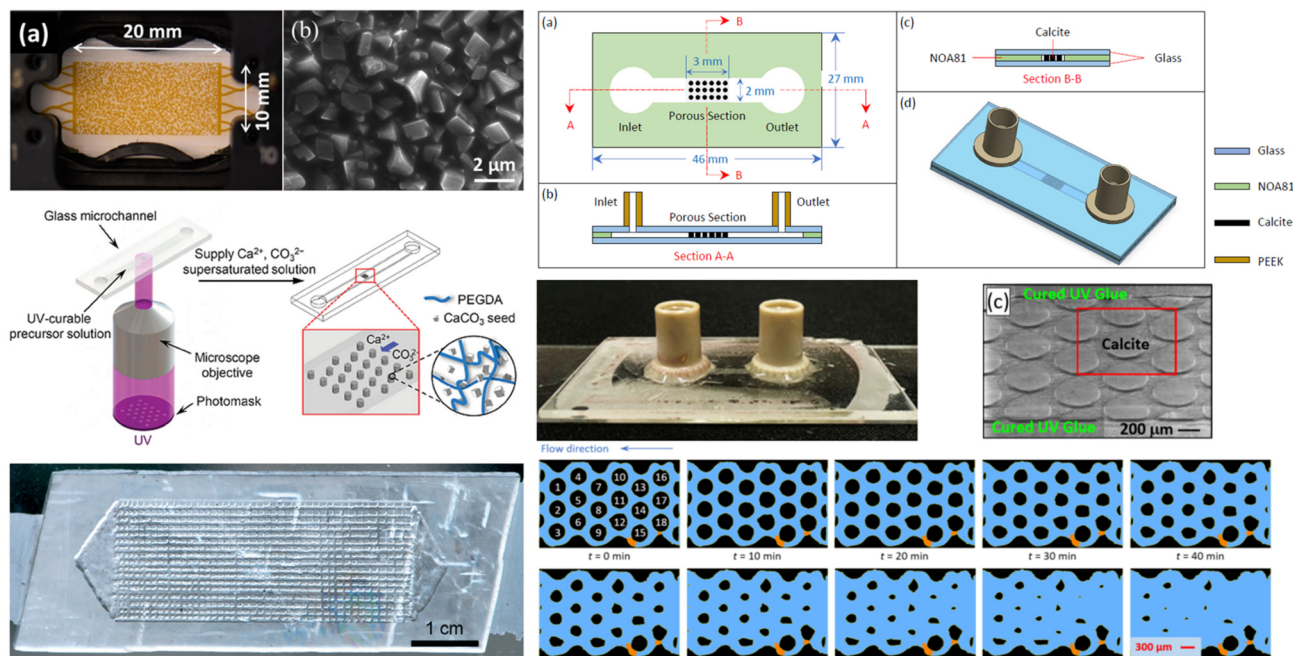 (a)
20 mm
10 mm
(b)
2 µm
Glass microchannel
Supply Ca²⁺, CO₃²⁻
supersaturated solution
UV-curable
precursor solution
Microscope
objective
Photomask
UV
PEGDA
CaCO₃ seed
Ca²⁺
CO₃²⁻
1 cm
(a)
B
3 mm
2 mm
27 mm
A
A
Inlet
Porous Section
Outlet
46 mm
B
(b)
Inlet
Outlet
Porous Section
Section A-A
(c)
Calcite
NOA81
Glass
Section B-B
(d)
Glass
NOA81
Calcite
PEEK
(c)
Cured UV Glue
Calcite
Cured UV Glue
200 µm
Flow direction
1 2 3 4 5 6 7 8 9 10 11 12 13 14 15 16 17 18
t = 0 min
t = 10 min
t = 20 min
t = 30 min
t = 40 min
300 µm